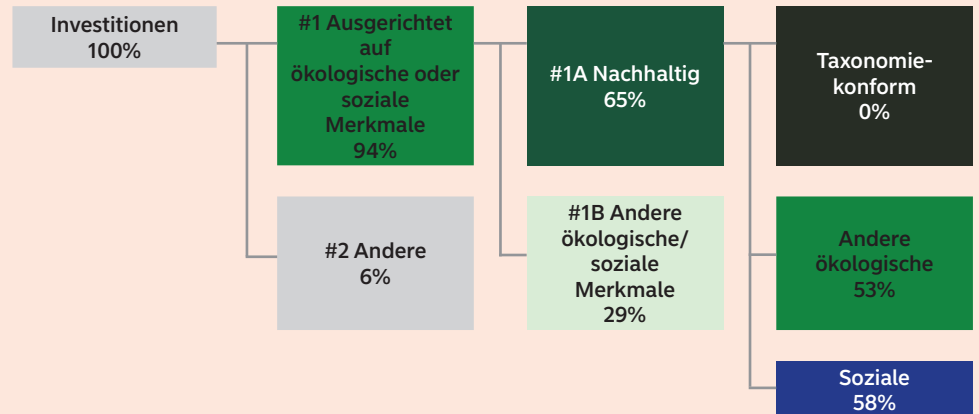 Investitionen
100%
#1 Ausgerichtet
auf
ökologische oder
soziale
Merkmale
94%
#2 Andere
6%
#1A Nachhaltig
65%
#1B Andere
ökologische/
soziale
Merkmale
29%
Taxonomie-
konform
0%
Andere
ökologische
53%
Soziale
58%